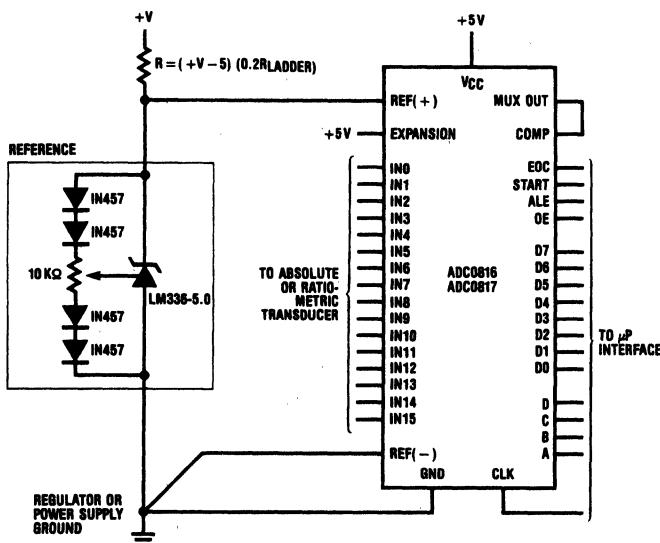 +V
+5V
R = (+V − 5) (0.2RLADDER)
VCC
REF(+)
MUX OUT
+5V
EXPANSION
COMP
REFERENCE
IN0
IN1
IN2
IN3
IN4
IN5
IN6
IN7
IN8
IN9
IN10
IN11
IN12
IN13
IN14
IN15
EOC
START
ALE
OE
D7
D6
D5
D4
D3
D2
D1
D0
D
C
B
A
IN457
IN457
10 KΩ
LM336-5.0
IN457
IN457
TO ABSOLUTE
OR RATIO-
METRIC
TRANSDUCER
ADC0816
ADC0817
TO µP
INTERFACE
REF(−)
GND
CLK
REGULATOR OR
POWER SUPPLY
GROUND